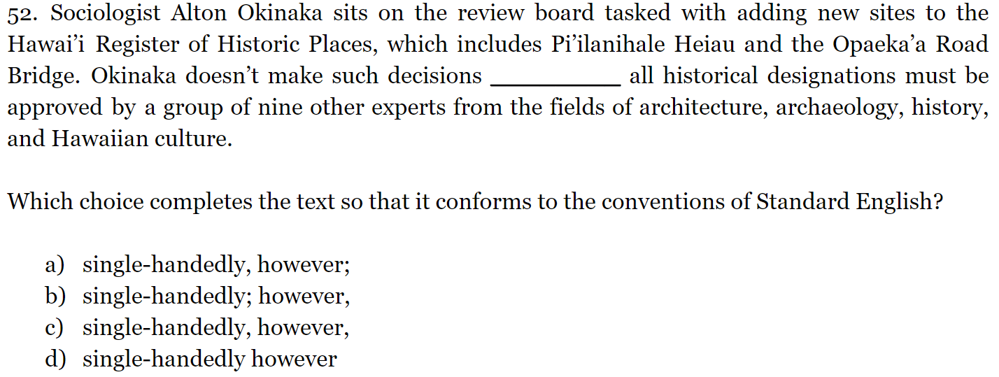 52. Sociologist Alton Okinaka sits on the review board tasked with adding new sites to the
Hawai’i Register of Historic Places, which includes Pi’ilanihale Heiau and the Opaeka’a Road
Bridge. Okinaka doesn’t make such decisions __________ all historical designations must be
approved by a group of nine other experts from the fields of architecture, archaeology, history,
and Hawaiian culture.
Which choice completes the text so that it conforms to the conventions of Standard English?
a) single-handedly, however;
b) single-handedly; however,
c) single-handedly, however,
d) single-handedly however